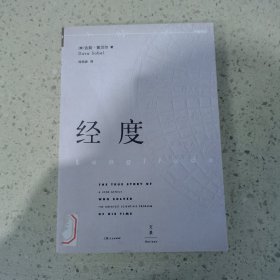 Dava Sobel
经度
Longitude
THE TRUE STORY OF
A LONE GENIUS
WHO SOLVED
THE GREATEST SCIENTIFIC PROBLEM
OF HIS TIME